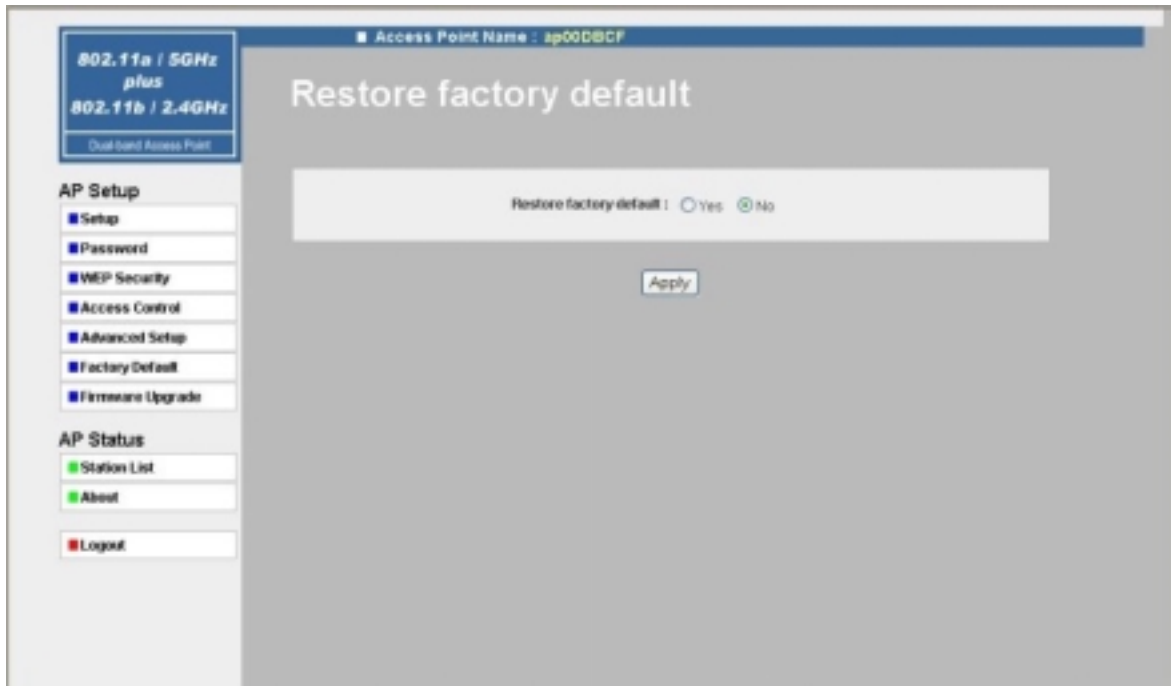 802.11a / 5GHz
plus
802.11b / 2.4GHz
Dual-band Access Point
Access Point Name : ap00DBCF
Restore factory default
Restore factory default : Yes No
Apply
AP Setup
Setup
Password
WEP Security
Access Control
Advanced Setup
Factory Default
Firmware Upgrade
AP Status
Station List
About
Logout